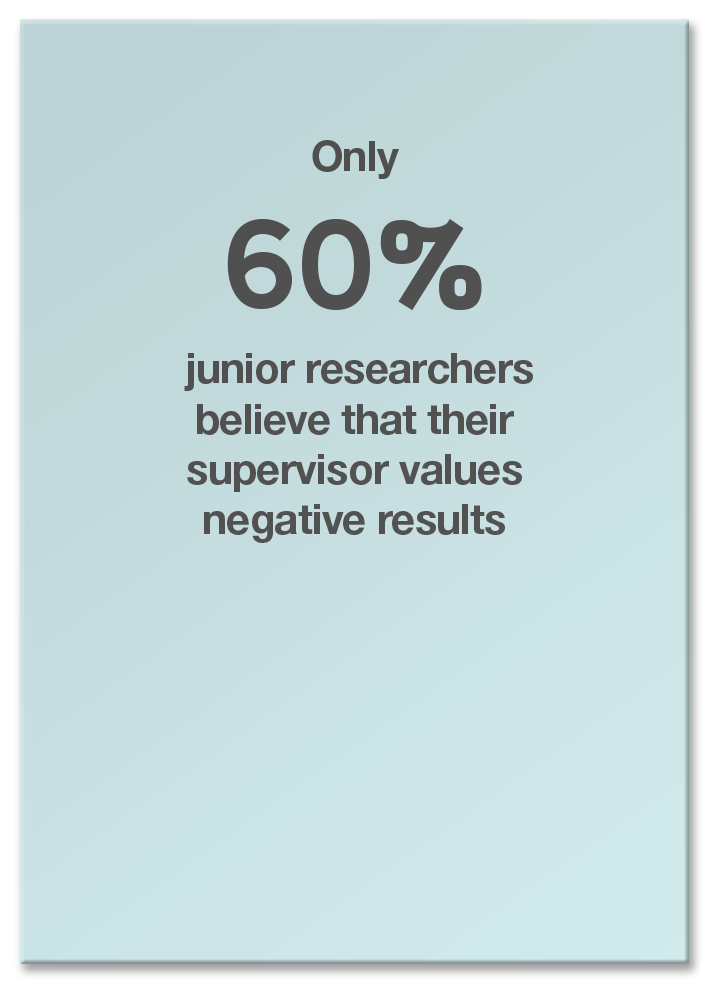 Only
60%
junior researchers
believe that their
supervisor values
negative results